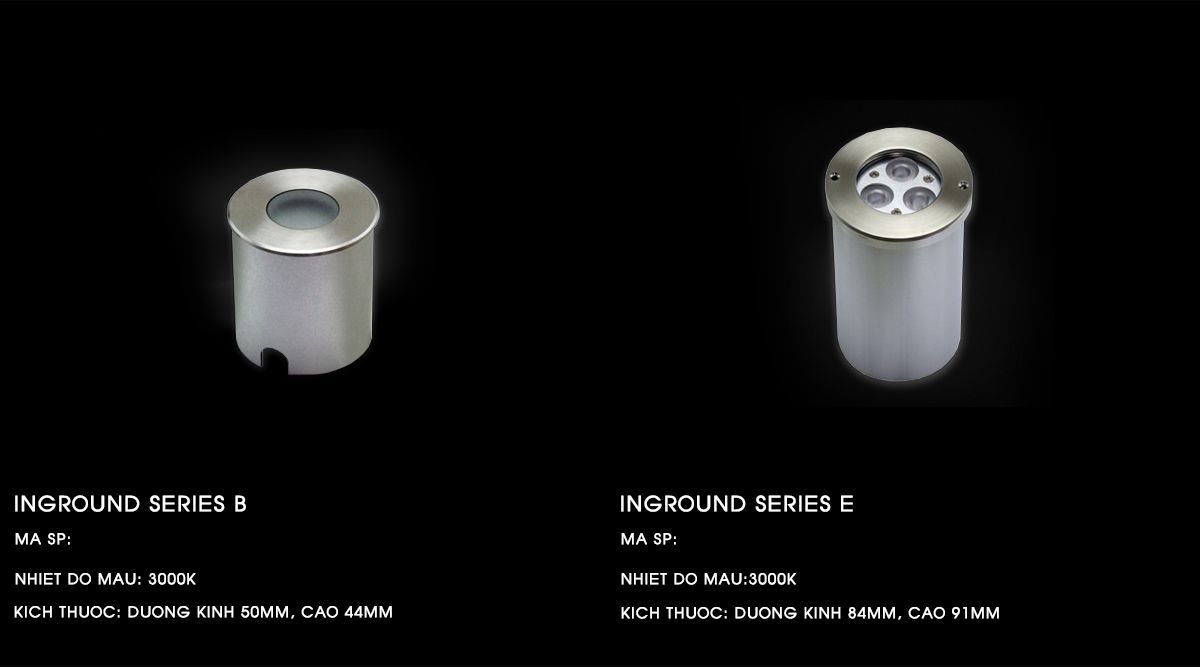 INGROUND SERIES B
MA SP:
NHIET DO MAU: 3000K
KICH THUOC: DUONG KINH 50MM, CAO 44MM
INGROUND SERIES E
MA SP:
NHIET DO MAU:3000K
KICH THUOC: DUONG KINH 84MM, CAO 91MM